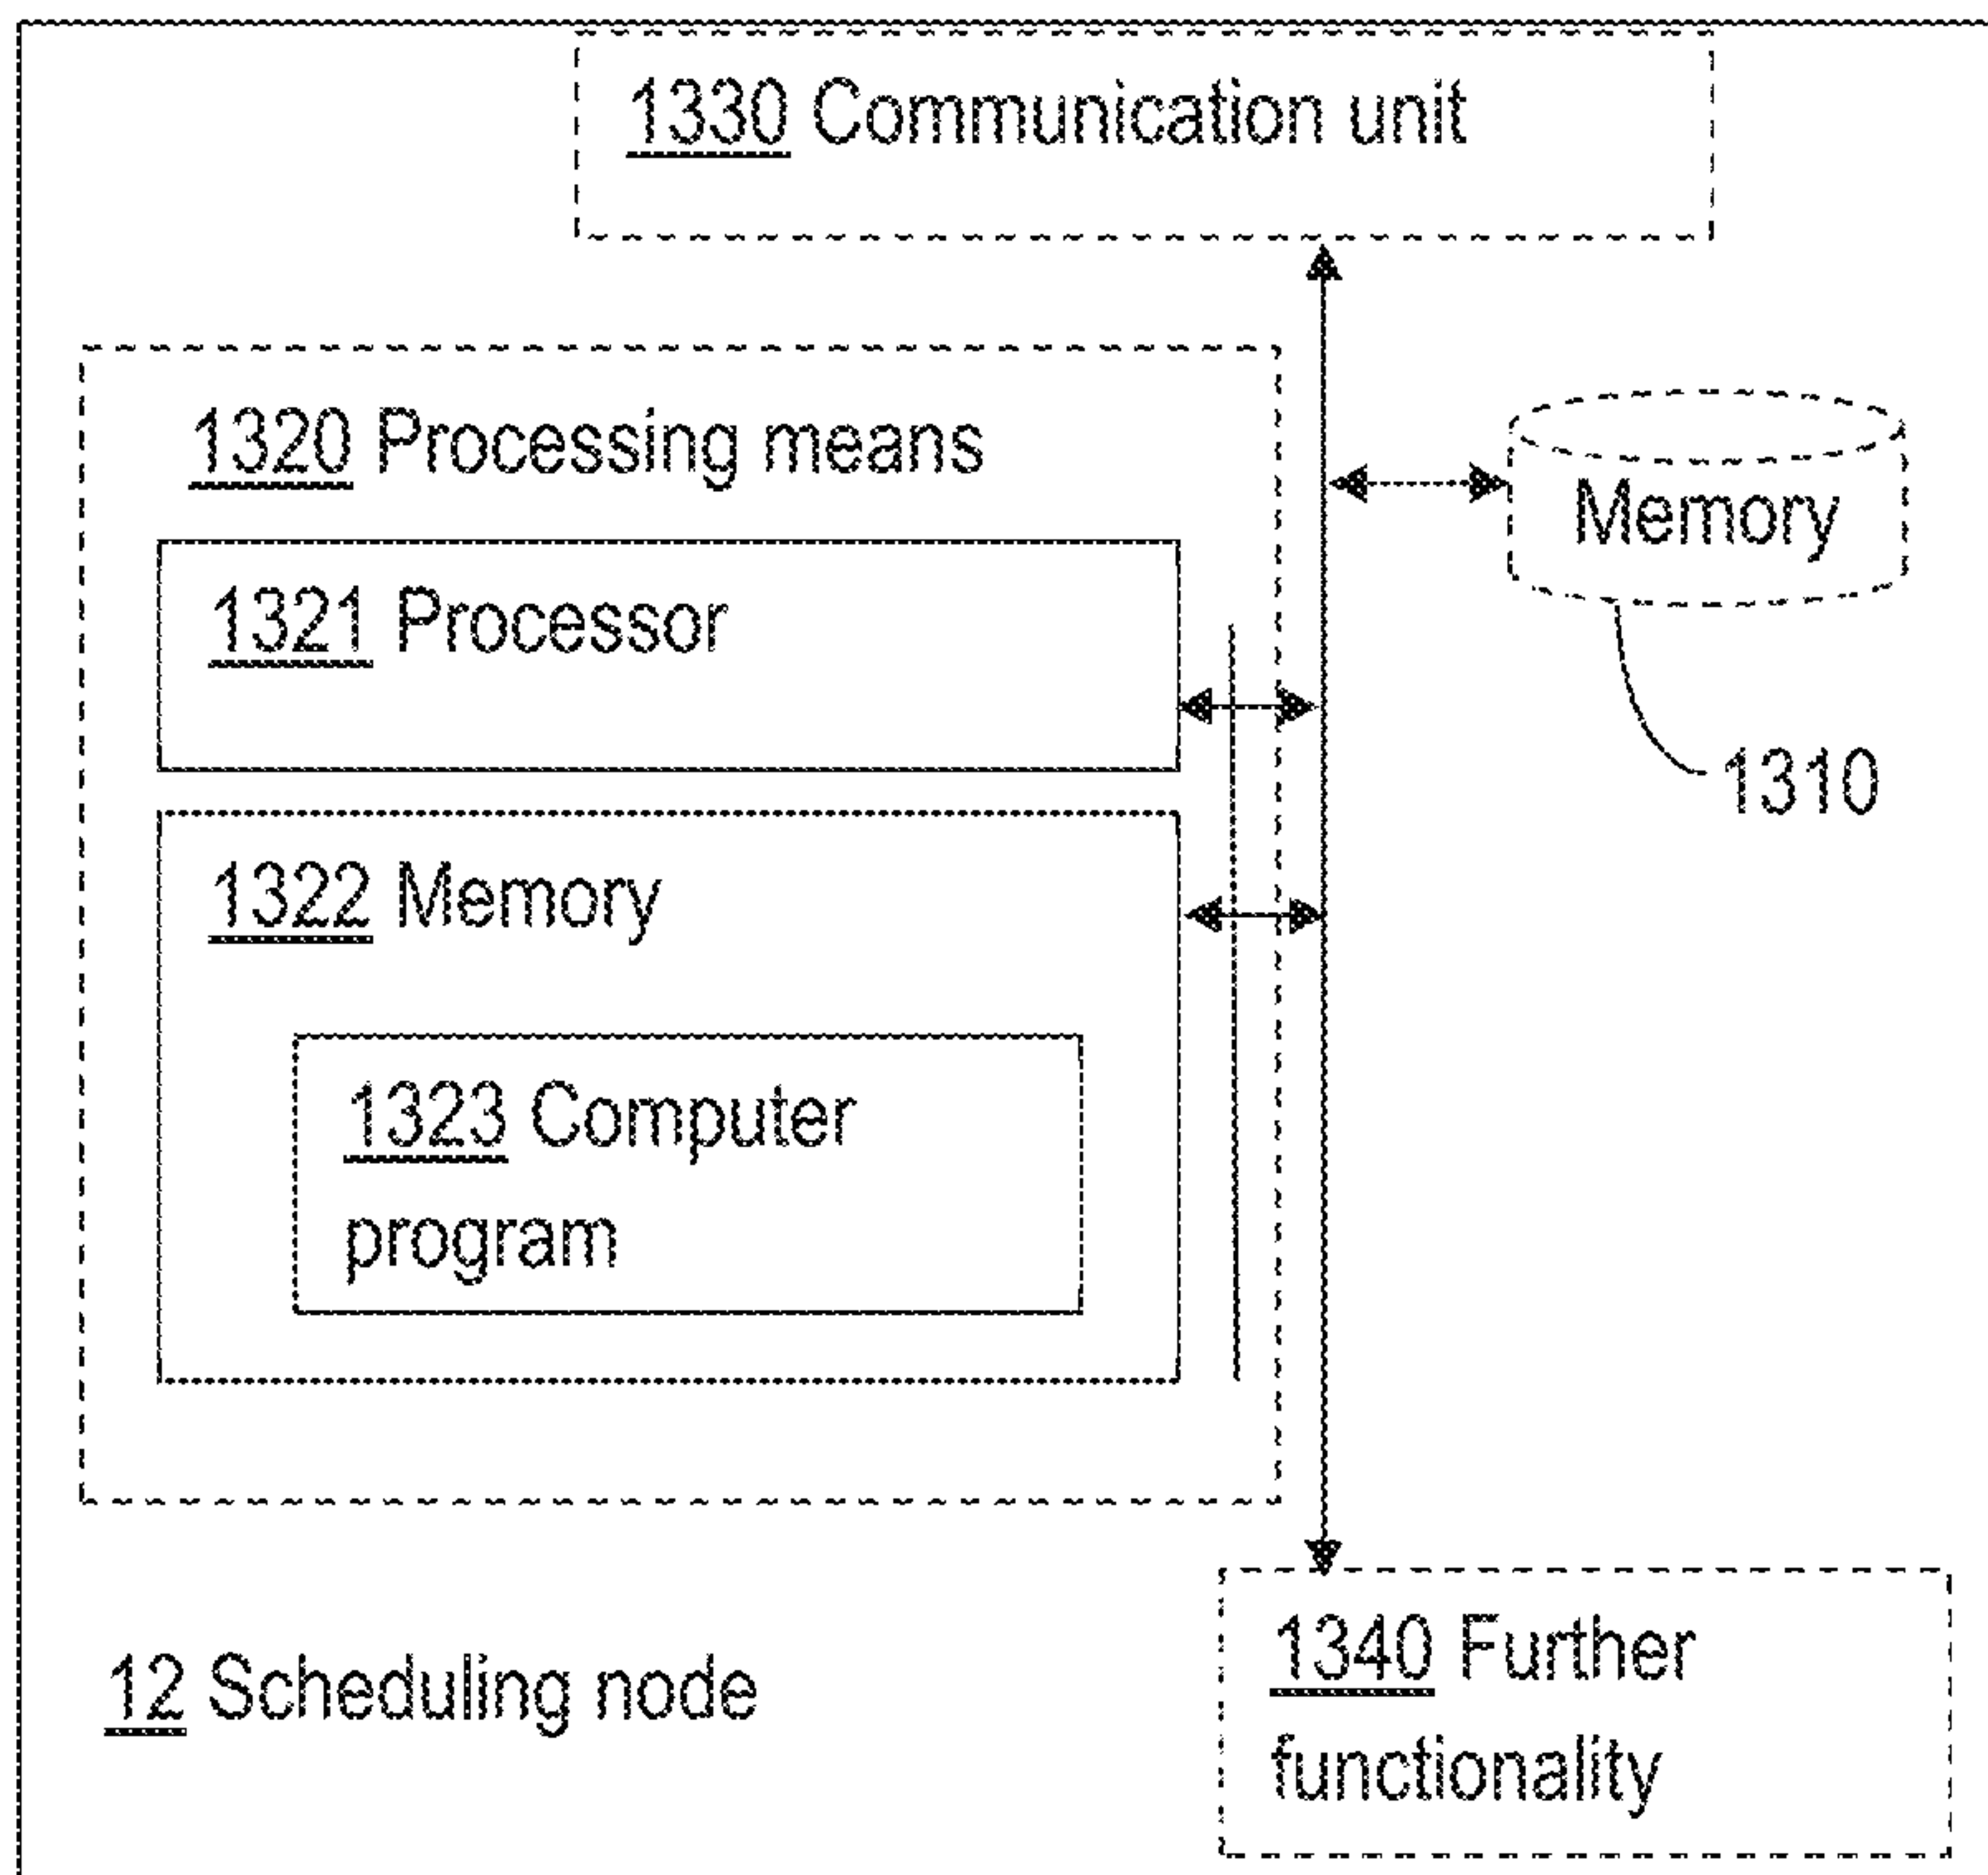 1330 Communication unit
1320 Processing means
Memory
1321 Processor
1310
1322 Memory
1323 Computer
program
12 Scheduling node
1340 Further
functionality